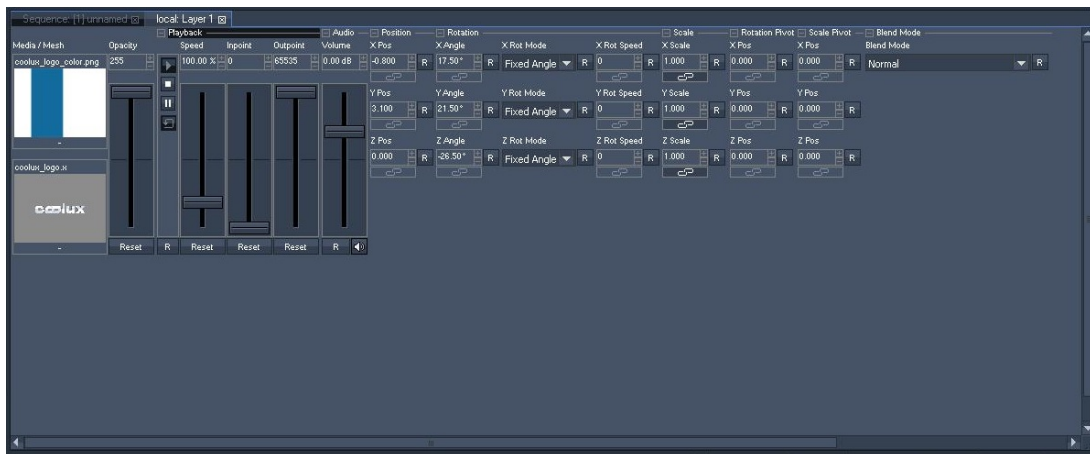 Sequence: [1] unnamed
local: Layer 1
Playback Audio Position Rotation Scale Rotation Pivot Scale Pivot Blend Mode
Media / Mesh Opacity Speed Inpoint Outpoint Volume X Pos X Angle X Rot Mode X Rot Speed X Scale X Pos X Pos Blend Mode
coolux_logo_color.png 255 100.00 % 0 65535 0.00 dB -0.800 R 17.50° R Fixed Angle R 0 R 1.000 R 0.000 R 0.000 R Normal R
Y Pos Y Angle Y Rot Mode Y Rot Speed Y Scale Y Pos Y Pos
3.100 R 21.50° R Fixed Angle R 0 R 1.000 R 0.000 R 0.000 R
-
Z Pos Z Angle Z Rot Mode Z Rot Speed Z Scale Z Pos Z Pos
0.000 R -26.50° R Fixed Angle R 0 R 1.000 R 0.000 R 0.000 R
coolux_logo.x
coolux
- Reset R Reset Reset Reset R